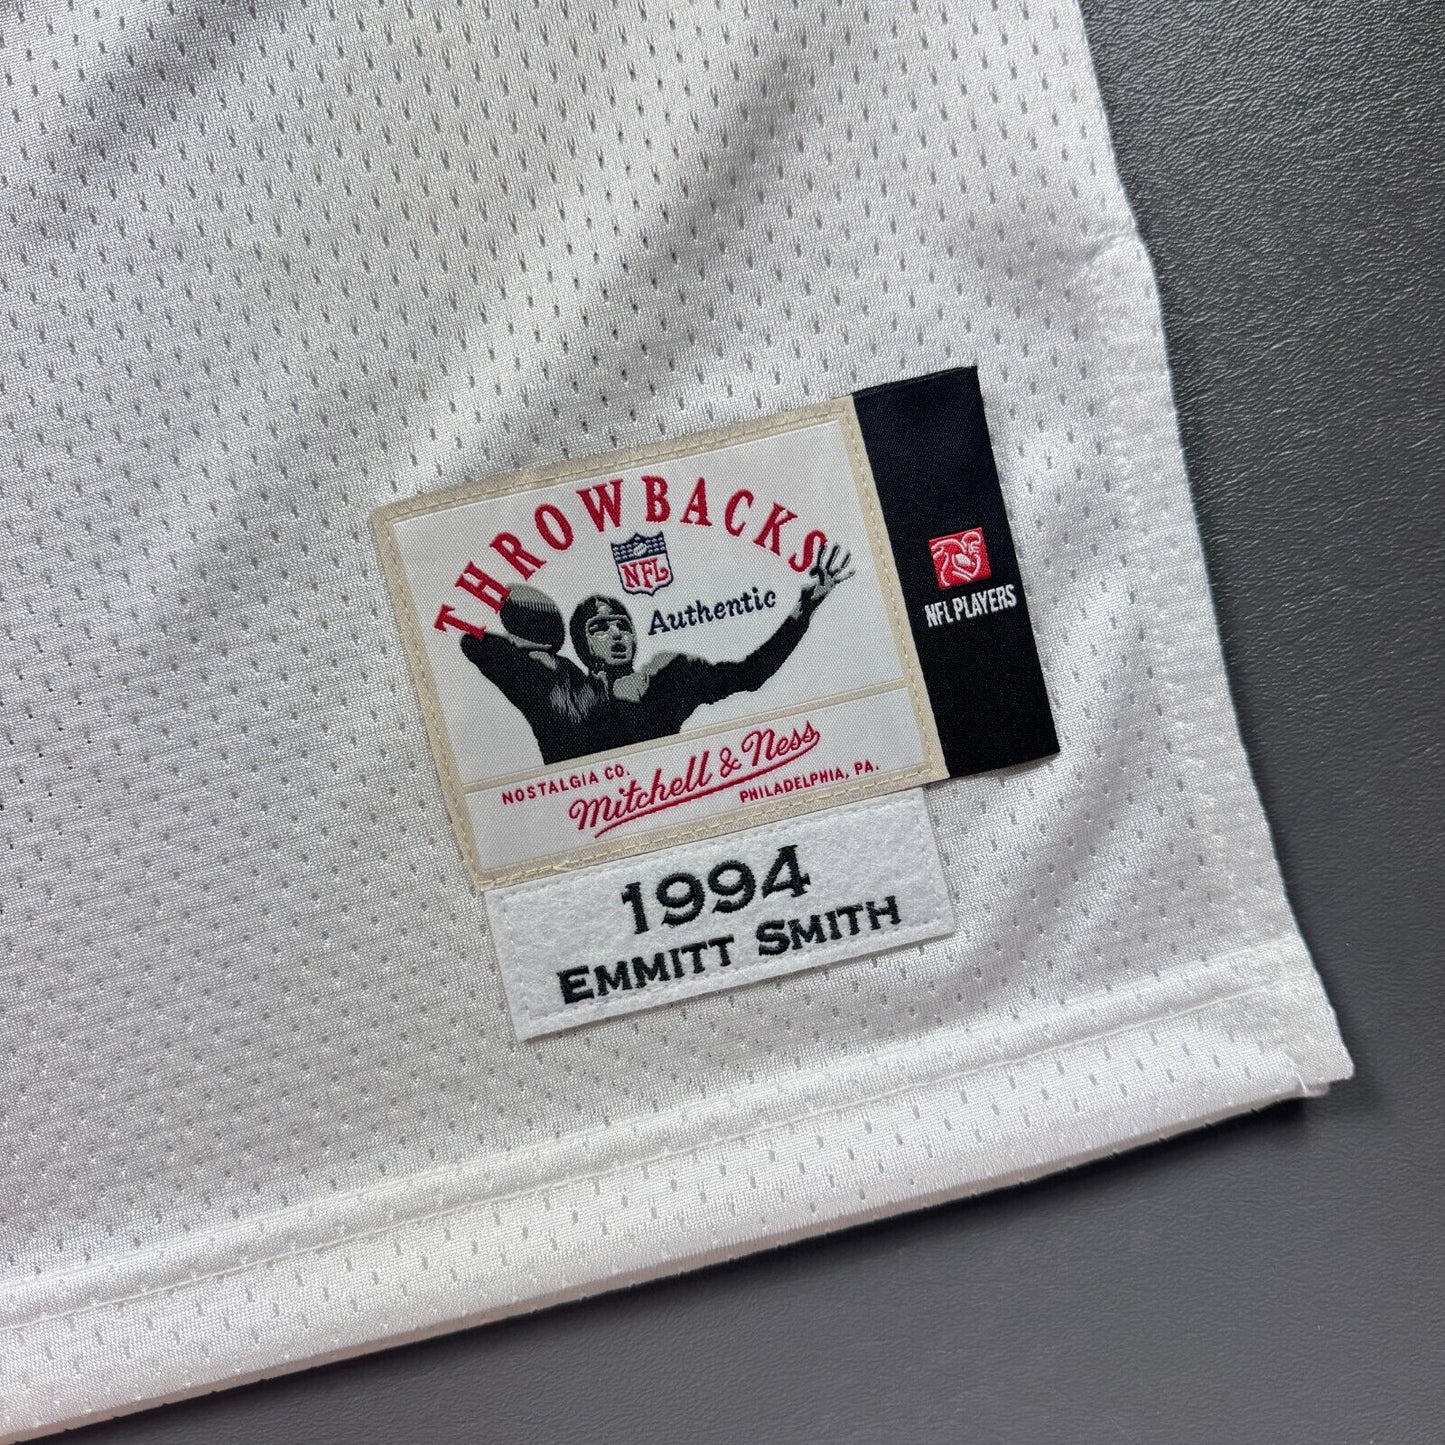 THROWBACKS
NFL
Authentic
NFL PLAYERS
NOSTALGIA CO.
Mitchell & Ness
PHILADELPHIA, PA.
1994
EMMITT SMITH